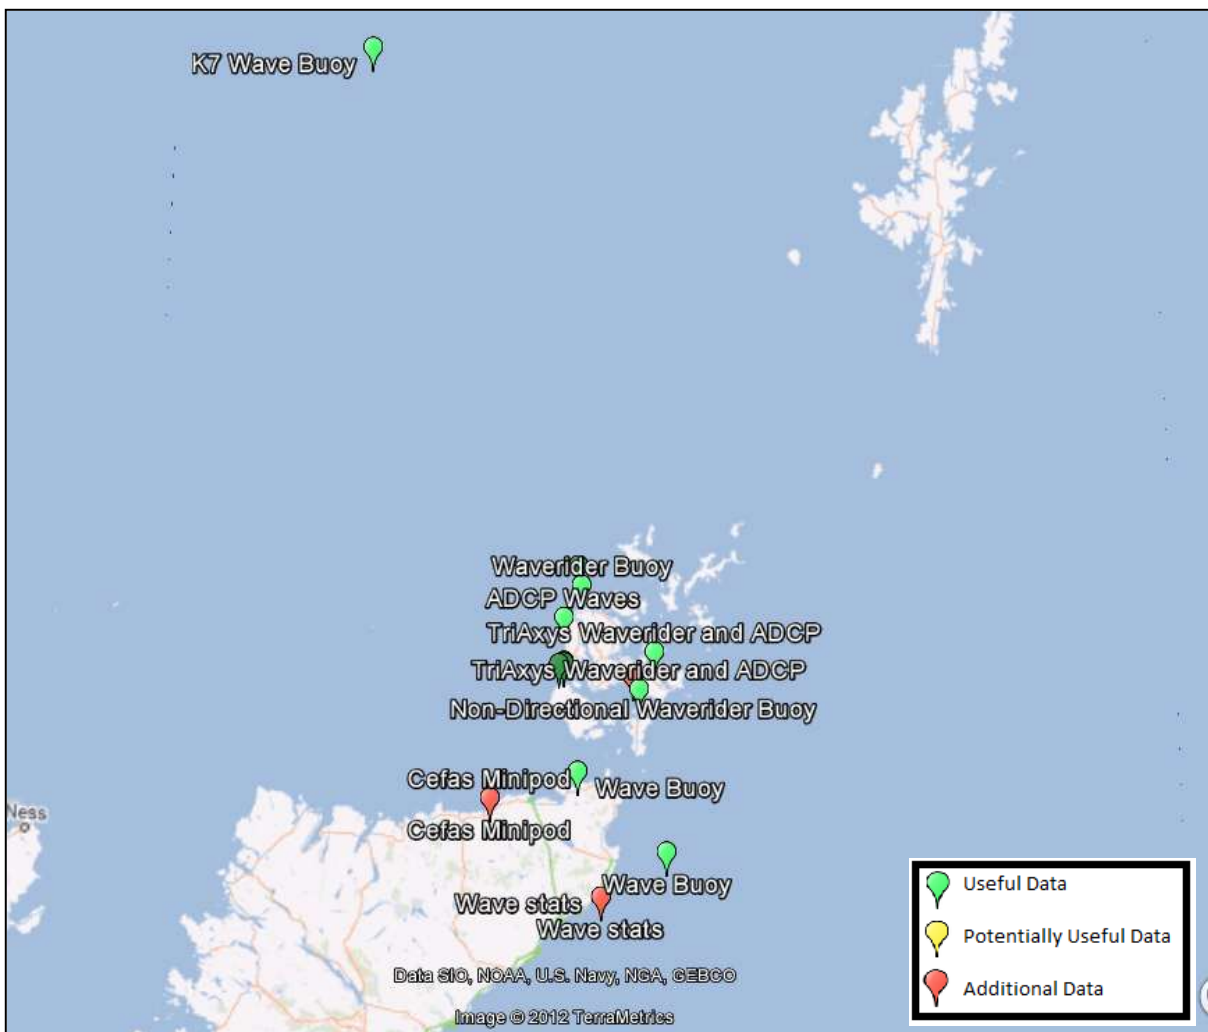 K7 Wave Buoy
Waverider Buoy
ADCP Waves
TriAxys Waverider and ADCP
TriAxys Waverider and ADCP
Non-Directional Waverider Buoy
Cefas Minipod
Wave Buoy
Ness
Cefas Minipod
Wave Buoy
Wave stats
Wave stats
Data SIO, NOAA, U.S. Navy, NGA, GEBCO
Image © 2012 TerraMetrics
Useful Data
Potentially Useful Data
Additional Data